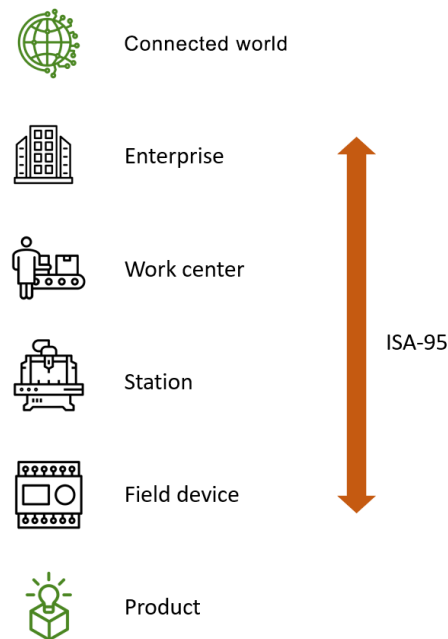 Connected world
Enterprise
Work center
ISA-95
Station
Field device
Product